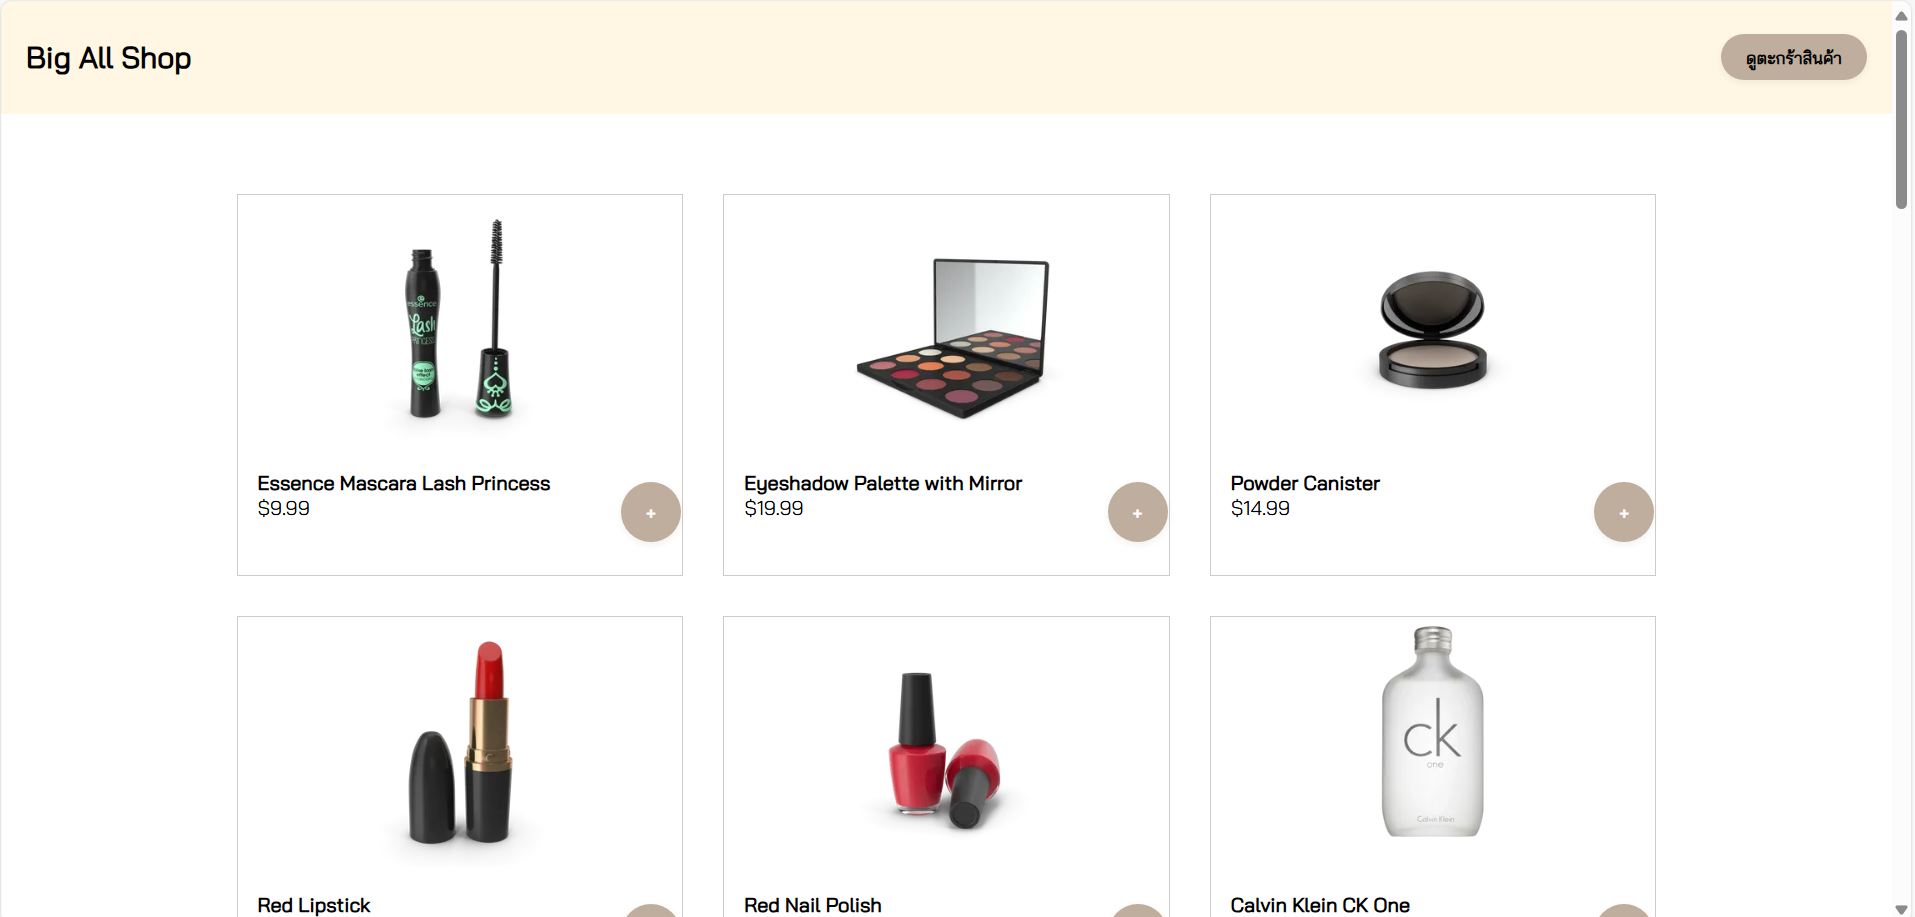 Big All Shop
ดูตะกร้าสินค้า
essence
Lash
PRINCESS
Essence Mascara Lash Princess
$9.99
+
Eyeshadow Palette with Mirror
$19.99
+
Powder Canister
$14.99
+
ck
one
Calvin Klein
Red Lipstick
Red Nail Polish
Calvin Klein CK One